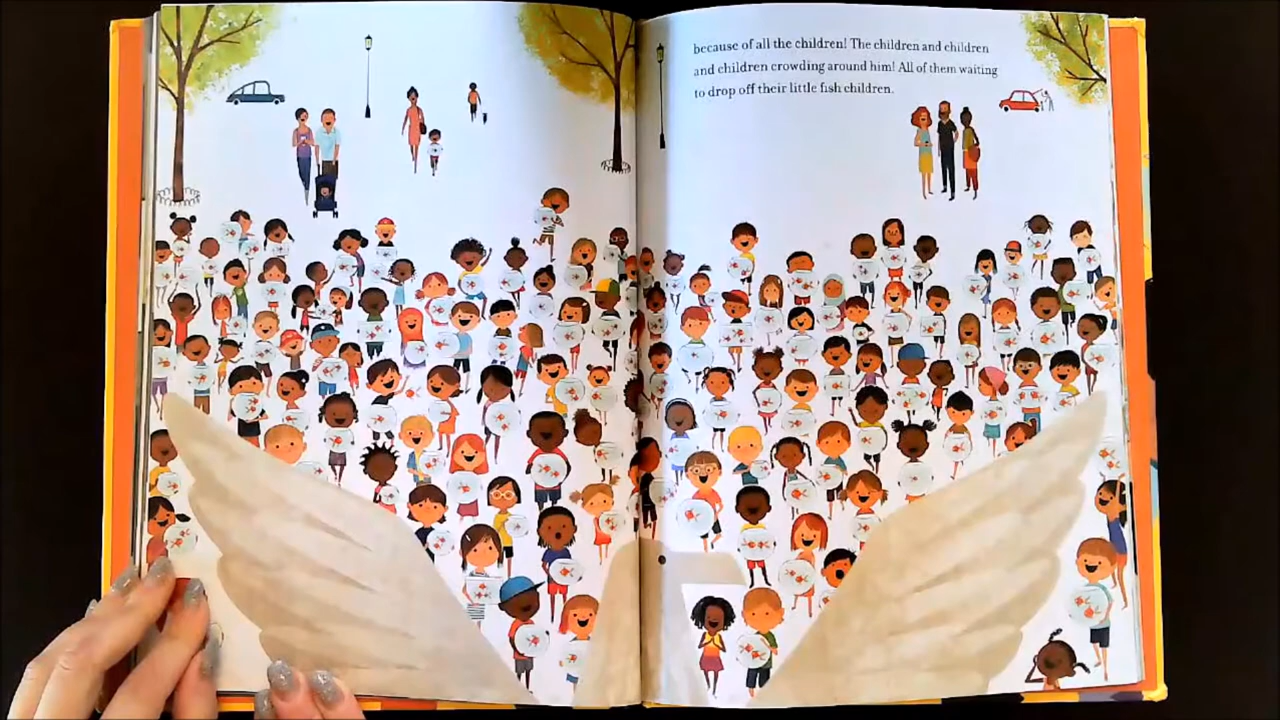 because of all the children! The children and children
and children crowding around him! All of them waiting
to drop off their little fish children.